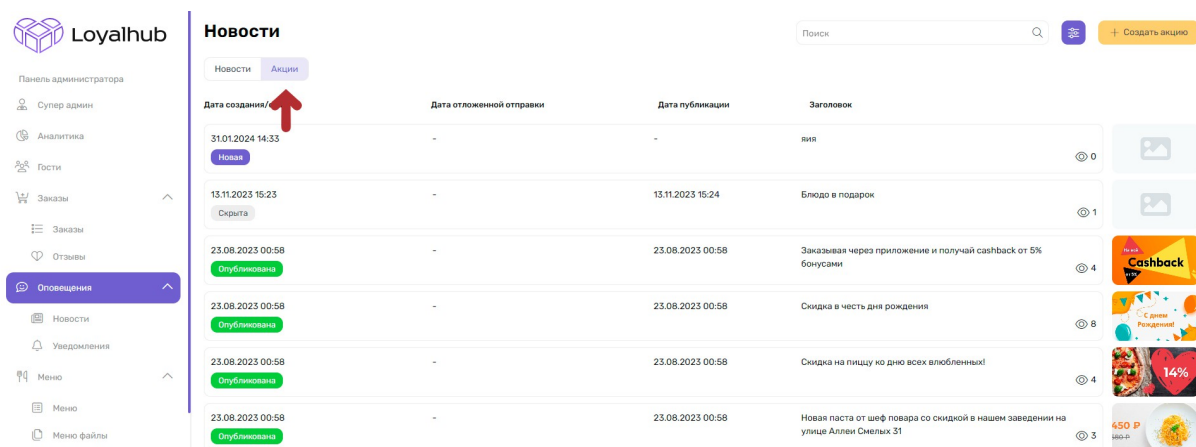 Loyalhub
Панель администратора
Супер админ
Аналитика
Гости
Заказы
Заказы
Отзывы
Оповещения
Новости
Уведомления
Меню
Меню
Меню файлы
Новости
Поиск
+ Создать акцию
Новости Акции
Дата создания/ Дата отложенной отправки Дата публикации Заголовок
31.01.2024 14:33 - - яия
Новая 0
13.11.2023 15:23 - 13.11.2023 15:24 Блюдо в подарок
Скрыта 1
23.08.2023 00:58 - 23.08.2023 00:58 Заказывая через приложение и получай cashback от 5%
бонусами
Опубликована 4
Cashback
23.08.2023 00:58 - 23.08.2023 00:58 Скидка в честь дня рождения
Опубликована 8
С днем
Рождения!
23.08.2023 00:58 - 23.08.2023 00:58 Скидка на пиццу ко дню всех влюбленных!
Опубликована 4
14%
23.08.2023 00:58 - 23.08.2023 00:58 Новая паста от шеф повара со скидкой в нашем заведении на
улице Аллеи Смелых 31
Опубликована 3
450 ₽
580 ₽